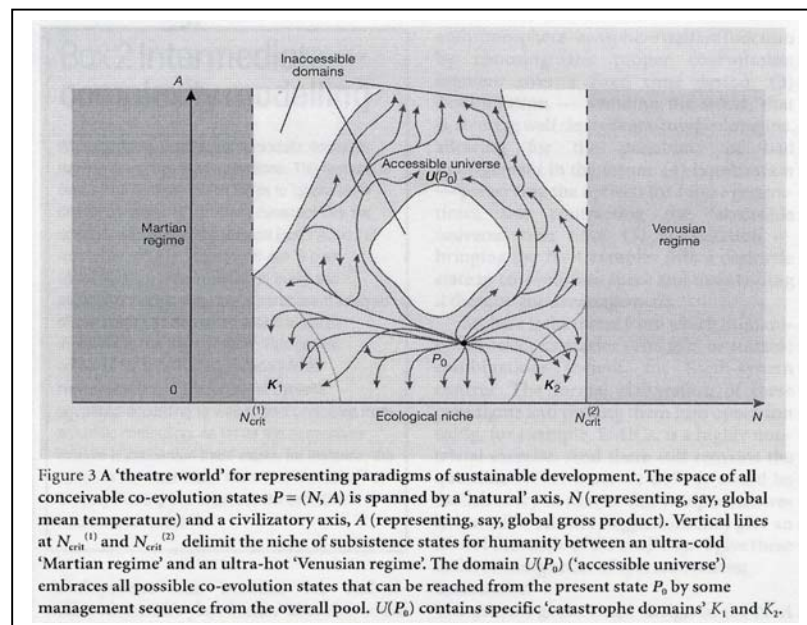 Inaccessible
domains
A
Accessible universe
U(P₀)
Martian
regime
Venusian
regime
P₀
K₁
K₂
0
N_crit^(1)
Ecological niche
N_crit^(2)
N
Figure 3 A 'theatre world' for representing paradigms of sustainable development. The space of all
conceivable co-evolution states P = (N, A) is spanned by a 'natural' axis, N (representing, say, global
mean temperature) and a civilizatory axis, A (representing, say, global gross product). Vertical lines
at N_crit^(1) and N_crit^(2) delimit the niche of subsistence states for humanity between an ultra-cold
'Martian regime' and an ultra-hot 'Venusian regime'. The domain U(P₀) ('accessible universe')
embraces all possible co-evolution states that can be reached from the present state P₀ by some
management sequence from the overall pool. U(P₀) contains specific 'catastrophe domains' K₁ and K₂.